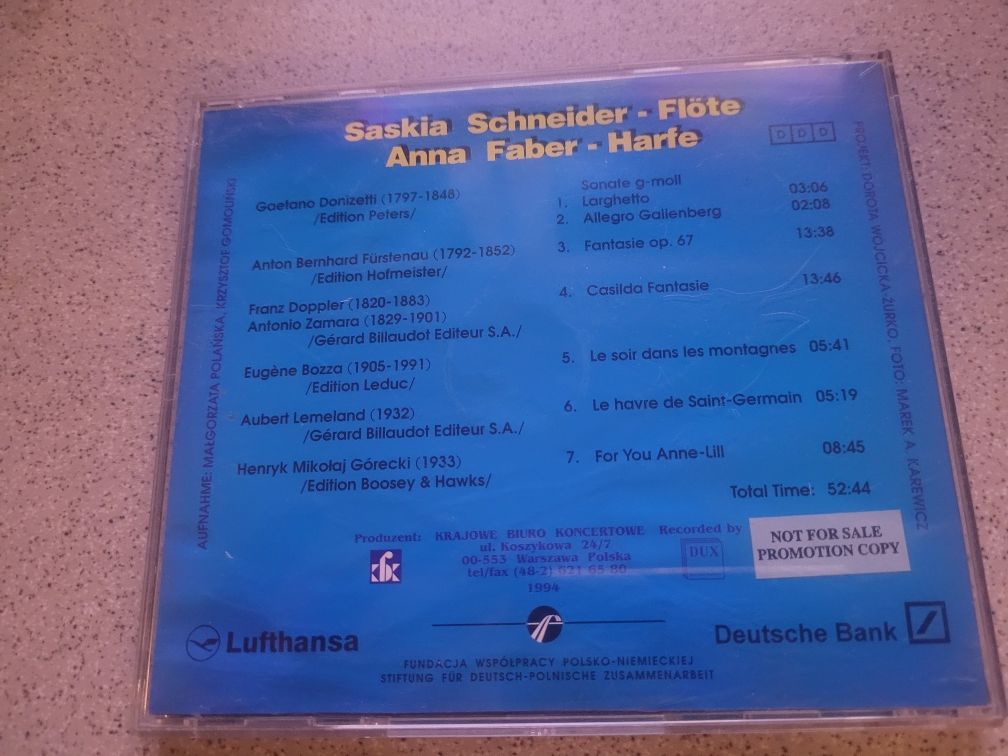 Saskia Schneider - Flöte
Anna Faber - Harfe
DDD
Gaetano Donizetti (1797-1848)
/Edition Peters/
Sonate g-moll
1. Larghetto 03:06
2. Allegro Gallenberg 02:08
Anton Bernhard Fürstenau (1792-1852)
/Edition Hofmeister/
3. Fantasie op. 67 13:38
Franz Doppler (1820-1883)
Antonio Zamara (1829-1901)
/Gérard Billaudot Editeur S.A./
4. Casilda Fantasie 13:46
Eugène Bozza (1905-1991)
/Edition Leduc/
5. Le soir dans les montagnes 05:41
Aubert Lemeland (1932)
/Gérard Billaudot Editeur S.A./
6. Le havre de Saint-Germain 05:19
Henryk Mikołaj Górecki (1933)
/Edition Boosey & Hawks/
7. For You Anne-Lill 08:45
Total Time: 52:44
AUFNAHME: MAŁGORZATA POLAŃSKA, KRZYSZTOF GOMOLIŃSKI
PROJEKT: DOROTA WÓJCICKA-ŻURKO, FOTO: MAREK A. KAREWICZ
Produzent: KRAJOWE BIURO KONCERTOWE
ul. Koszykowa 24/7
00-553 Warszawa Polska
tel/fax (48-2) 621 65 80
1994
Recorded by
DUX
NOT FOR SALE
PROMOTION COPY
Lufthansa
Deutsche Bank
FUNDACJA WSPÓŁPRACY POLSKO-NIEMIECKIEJ
STIFTUNG FÜR DEUTSCH-POLNISCHE ZUSAMMENARBEIT